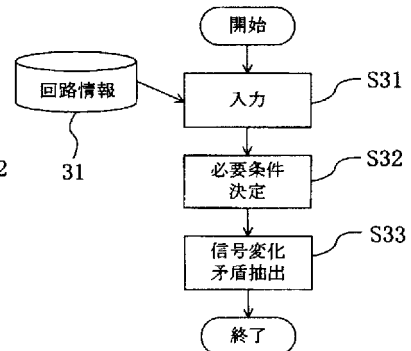 開始
回路情報
入力
S31
2
31
必要条件
決定
S32
信号変化
矛盾抽出
S33
終了